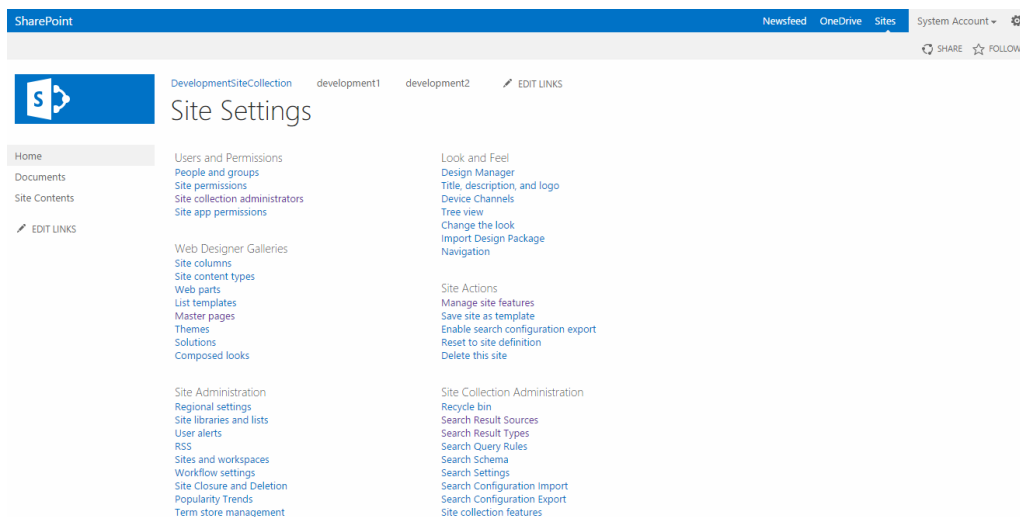 SharePoint
Newsfeed OneDrive Sites System Account
SHARE FOLLOW
DevelopmentSiteCollection development1 development2 EDIT LINKS
S
Site Settings
Home
Documents
Site Contents
EDIT LINKS
Users and Permissions
People and groups
Site permissions
Site collection administrators
Site app permissions
Web Designer Galleries
Site columns
Site content types
Web parts
List templates
Master pages
Themes
Solutions
Composed looks
Site Administration
Regional settings
Site libraries and lists
User alerts
RSS
Sites and workspaces
Workflow settings
Site Closure and Deletion
Popularity Trends
Term store management
Look and Feel
Design Manager
Title, description, and logo
Device Channels
Tree view
Change the look
Import Design Package
Navigation
Site Actions
Manage site features
Save site as template
Enable search configuration export
Reset to site definition
Delete this site
Site Collection Administration
Recycle bin
Search Result Sources
Search Result Types
Search Query Rules
Search Schema
Search Settings
Search Configuration Import
Search Configuration Export
Site collection features